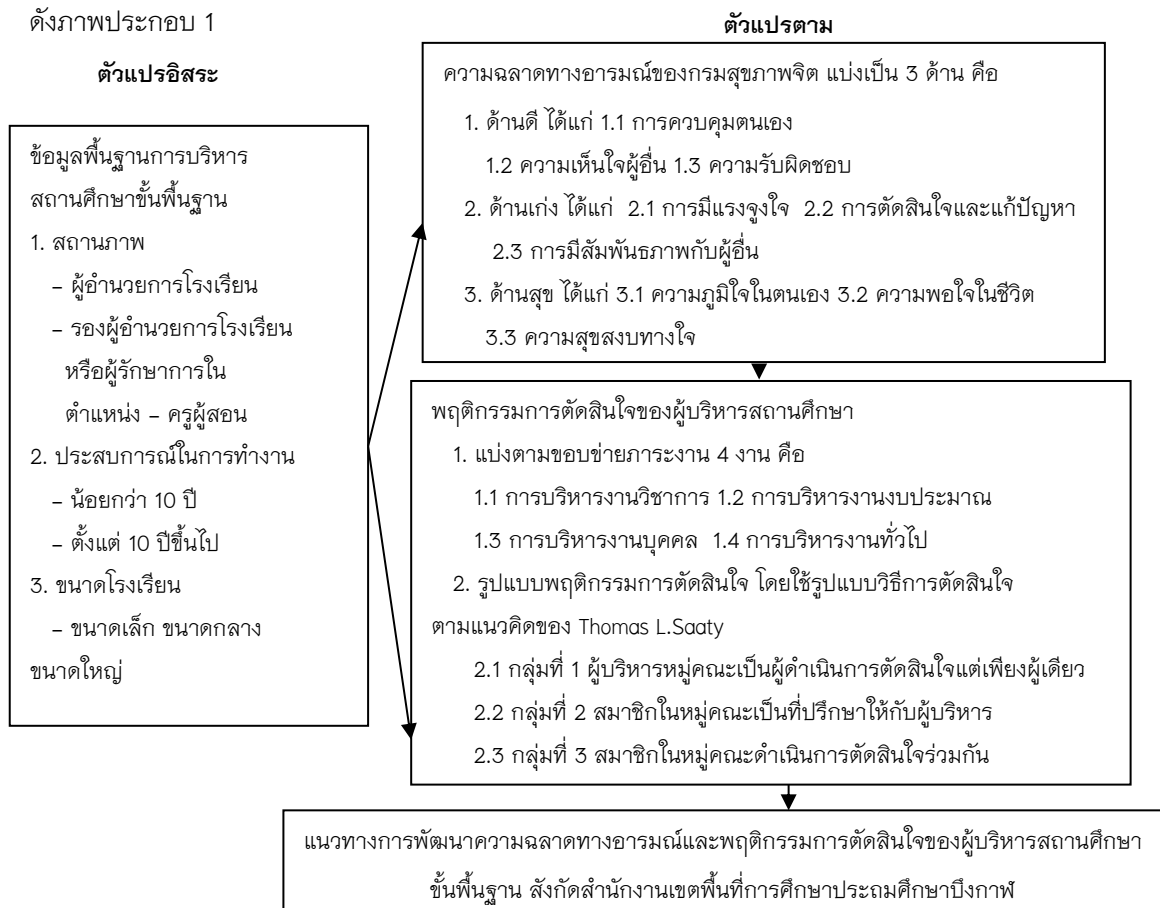 ดังภาพประกอบ 1
ตัวแปรอิสระ
ข้อมูลพื้นฐานการบริหาร
สถานศึกษาขั้นพื้นฐาน
1. สถานภาพ
– ผู้อำนวยการโรงเรียน
– รองผู้อำนวยการโรงเรียน
หรือผู้รักษาการใน
ตำแหน่ง – ครูผู้สอน
2. ประสบการณ์ในการทำงาน
– น้อยกว่า 10 ปี
– ตั้งแต่ 10 ปีขึ้นไป
3. ขนาดโรงเรียน
– ขนาดเล็ก ขนาดกลาง
ขนาดใหญ่
ตัวแปรตาม
ความฉลาดทางอารมณ์ของกรมสุขภาพจิต แบ่งเป็น 3 ด้าน คือ
1. ด้านดี ได้แก่ 1.1 การควบคุมตนเอง
1.2 ความเห็นใจผู้อื่น 1.3 ความรับผิดชอบ
2. ด้านเก่ง ได้แก่ 2.1 การมีแรงจูงใจ 2.2 การตัดสินใจและแก้ปัญหา
2.3 การมีสัมพันธภาพกับผู้อื่น
3. ด้านสุข ได้แก่ 3.1 ความภูมิใจในตนเอง 3.2 ความพอใจในชีวิต
3.3 ความสุขสงบทางใจ
พฤติกรรมการตัดสินใจของผู้บริหารสถานศึกษา
1. แบ่งตามขอบข่ายภาระงาน 4 งาน คือ
1.1 การบริหารงานวิชาการ 1.2 การบริหารงานงบประมาณ
1.3 การบริหารงานบุคคล 1.4 การบริหารงานทั่วไป
2. รูปแบบพฤติกรรมการตัดสินใจ โดยใช้รูปแบบวิธีการตัดสินใจ
ตามแนวคิดของ Thomas L.Saaty
2.1 กลุ่มที่ 1 ผู้บริหารหมู่คณะเป็นผู้ดำเนินการตัดสินใจแต่เพียงผู้เดียว
2.2 กลุ่มที่ 2 สมาชิกในหมู่คณะเป็นที่ปรึกษาให้กับผู้บริหาร
2.3 กลุ่มที่ 3 สมาชิกในหมู่คณะดำเนินการตัดสินใจร่วมกัน
แนวทางการพัฒนาความฉลาดทางอารมณ์และพฤติกรรมการตัดสินใจของผู้บริหารสถานศึกษา
ขั้นพื้นฐาน สังกัดสำนักงานเขตพื้นที่การศึกษาประถมศึกษาบึงกาฬ